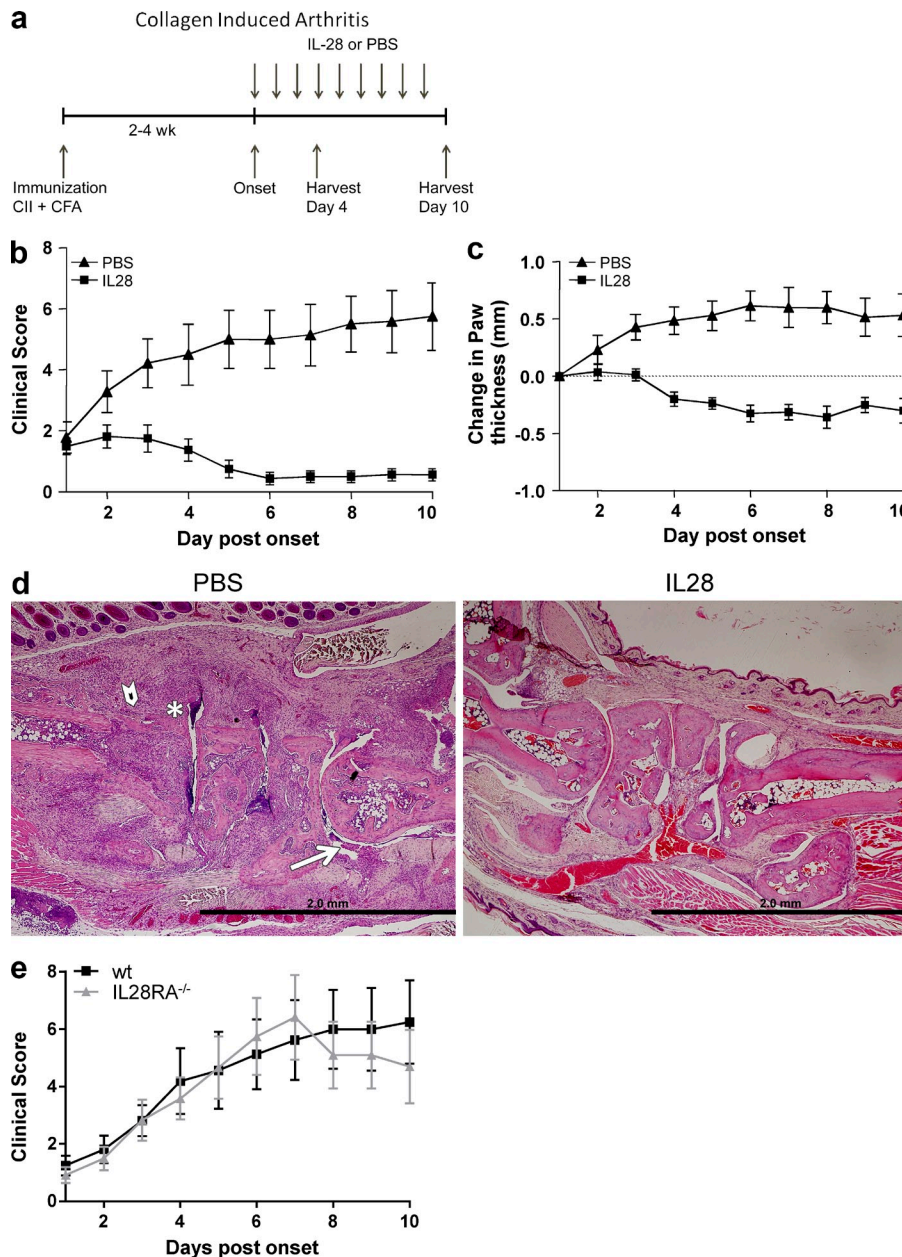 a
Collagen Induced Arthritis
IL-28 or PBS
2-4 wk
Immunization
CII + CFA
Onset
Harvest
Day 4
Harvest
Day 10
b
PBS
IL28
Clinical Score
8
6
4
2
0
2 4 6 8 10
Day post onset
c
PBS
IL28
Change in Paw
thickness (mm)
1.0
0.5
0.0
-0.5
-1.0
2 4 6 8 10
Day post onset
d
PBS
IL28
*
2.0 mm
2.0 mm
e
wt
IL28RA-/-
Clinical Score
8
6
4
2
0
2 4 6 8 10
Days post onset